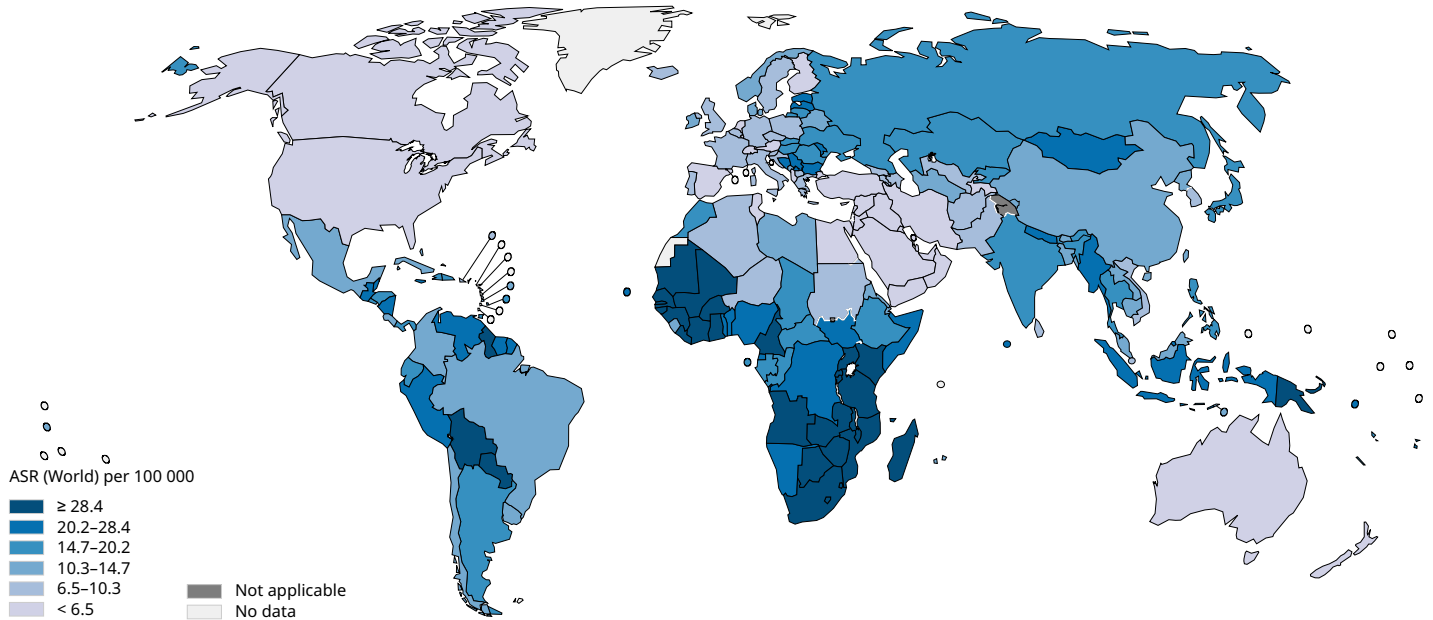 ASR (World) per 100 000
≥ 28.4
20.2–28.4
14.7–20.2
10.3–14.7
6.5–10.3
< 6.5
Not applicable
No data